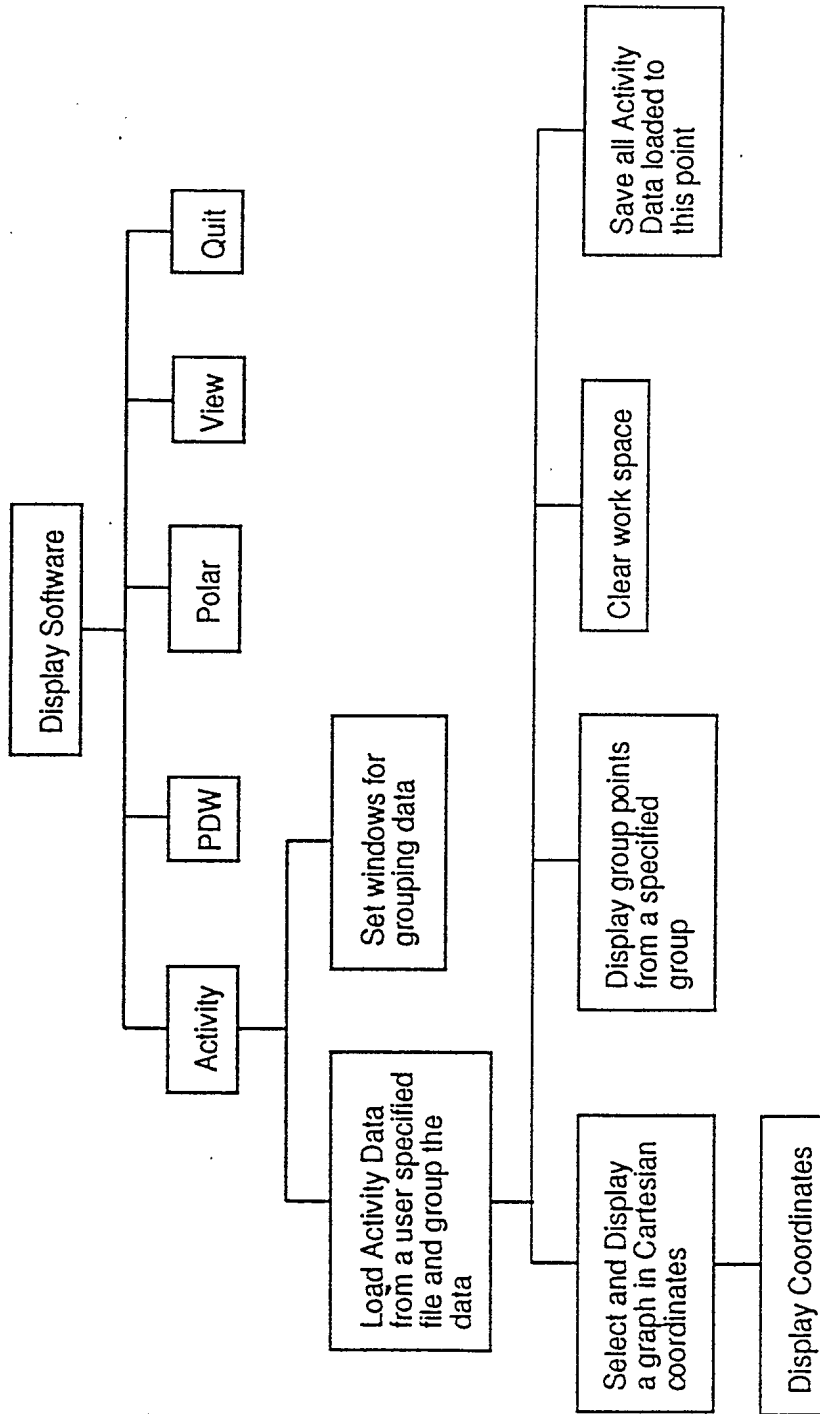 Display Software
Activity
PDW
Polar
View
Quit
Load Activity Data
from a user specified
file and group the
data
Set windows for
grouping data
Select and Display
a graph in Cartesian
coordinates
Display group points
from a specified
group
Clear work space
Save all Activity
Data loaded to
this point
Display Coordinates